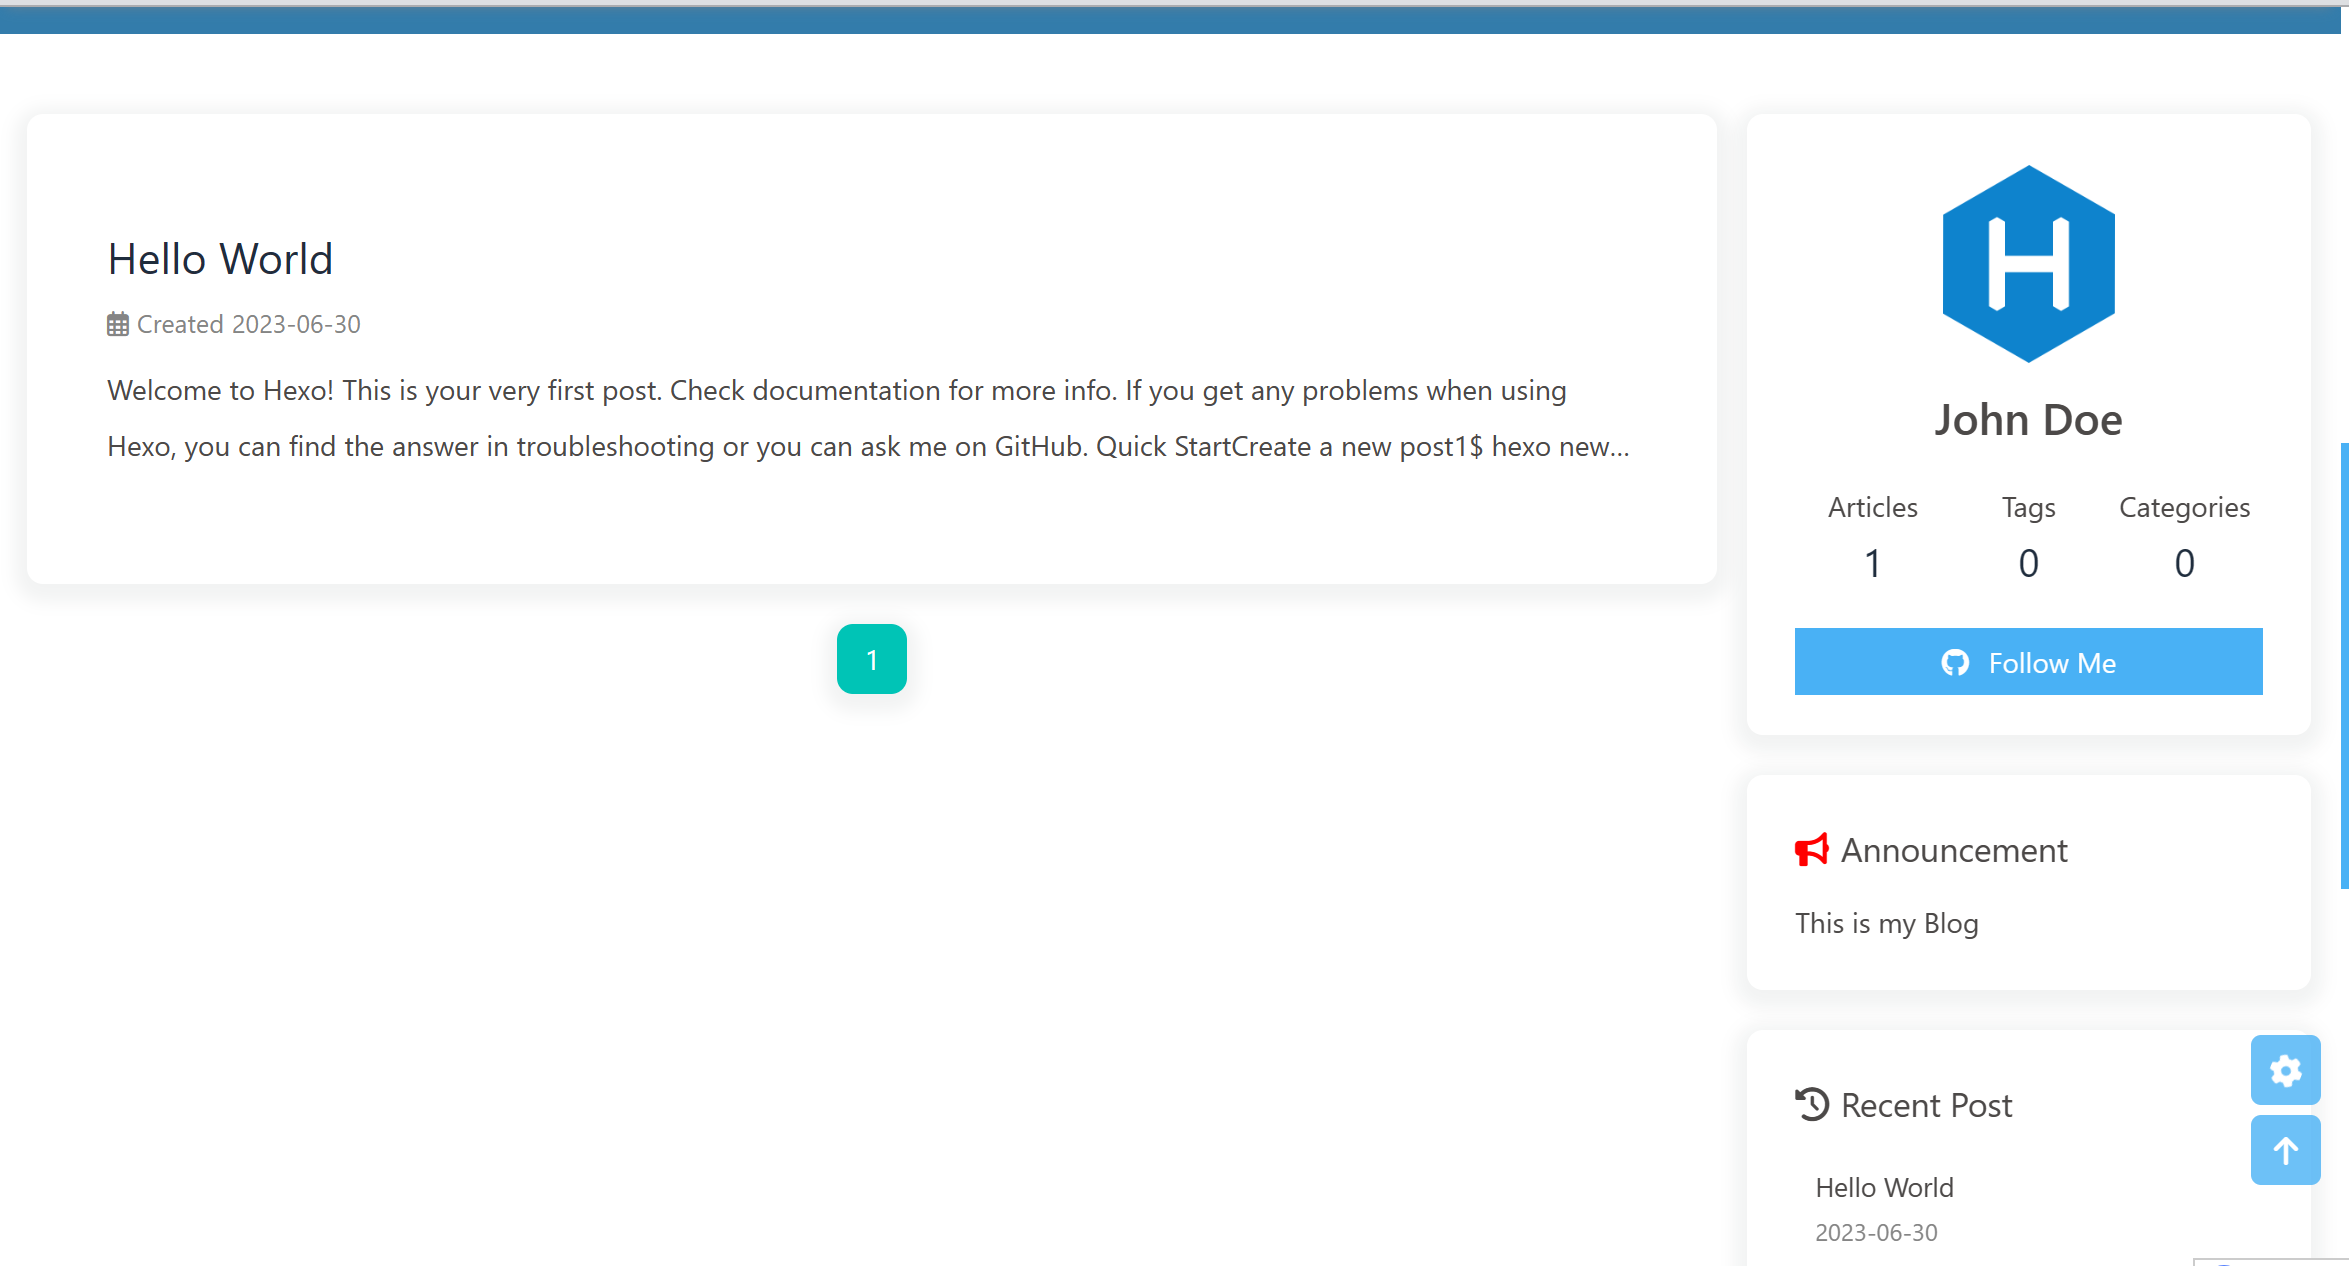 Hello World
Created 2023-06-30
Welcome to Hexo! This is your very first post. Check documentation for more info. If you get any problems when using
Hexo, you can find the answer in troubleshooting or you can ask me on GitHub. Quick StartCreate a new post1$ hexo new...
1
H
John Doe
Articles Tags Categories
1 0 0
Follow Me
Announcement
This is my Blog
Recent Post
Hello World
2023-06-30